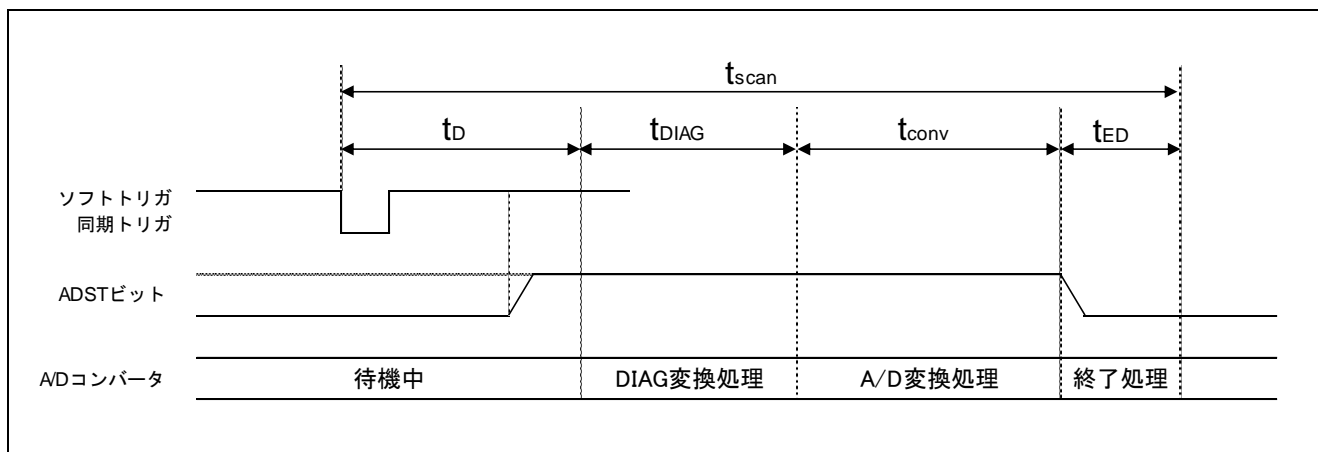 tscan
tD
tDIAG
tconv
tED
ソフトトリガ
同期トリガ
ADSTビット
A/Dコンバータ
待機中
DIAG変換処理
A/D変換処理
終了処理